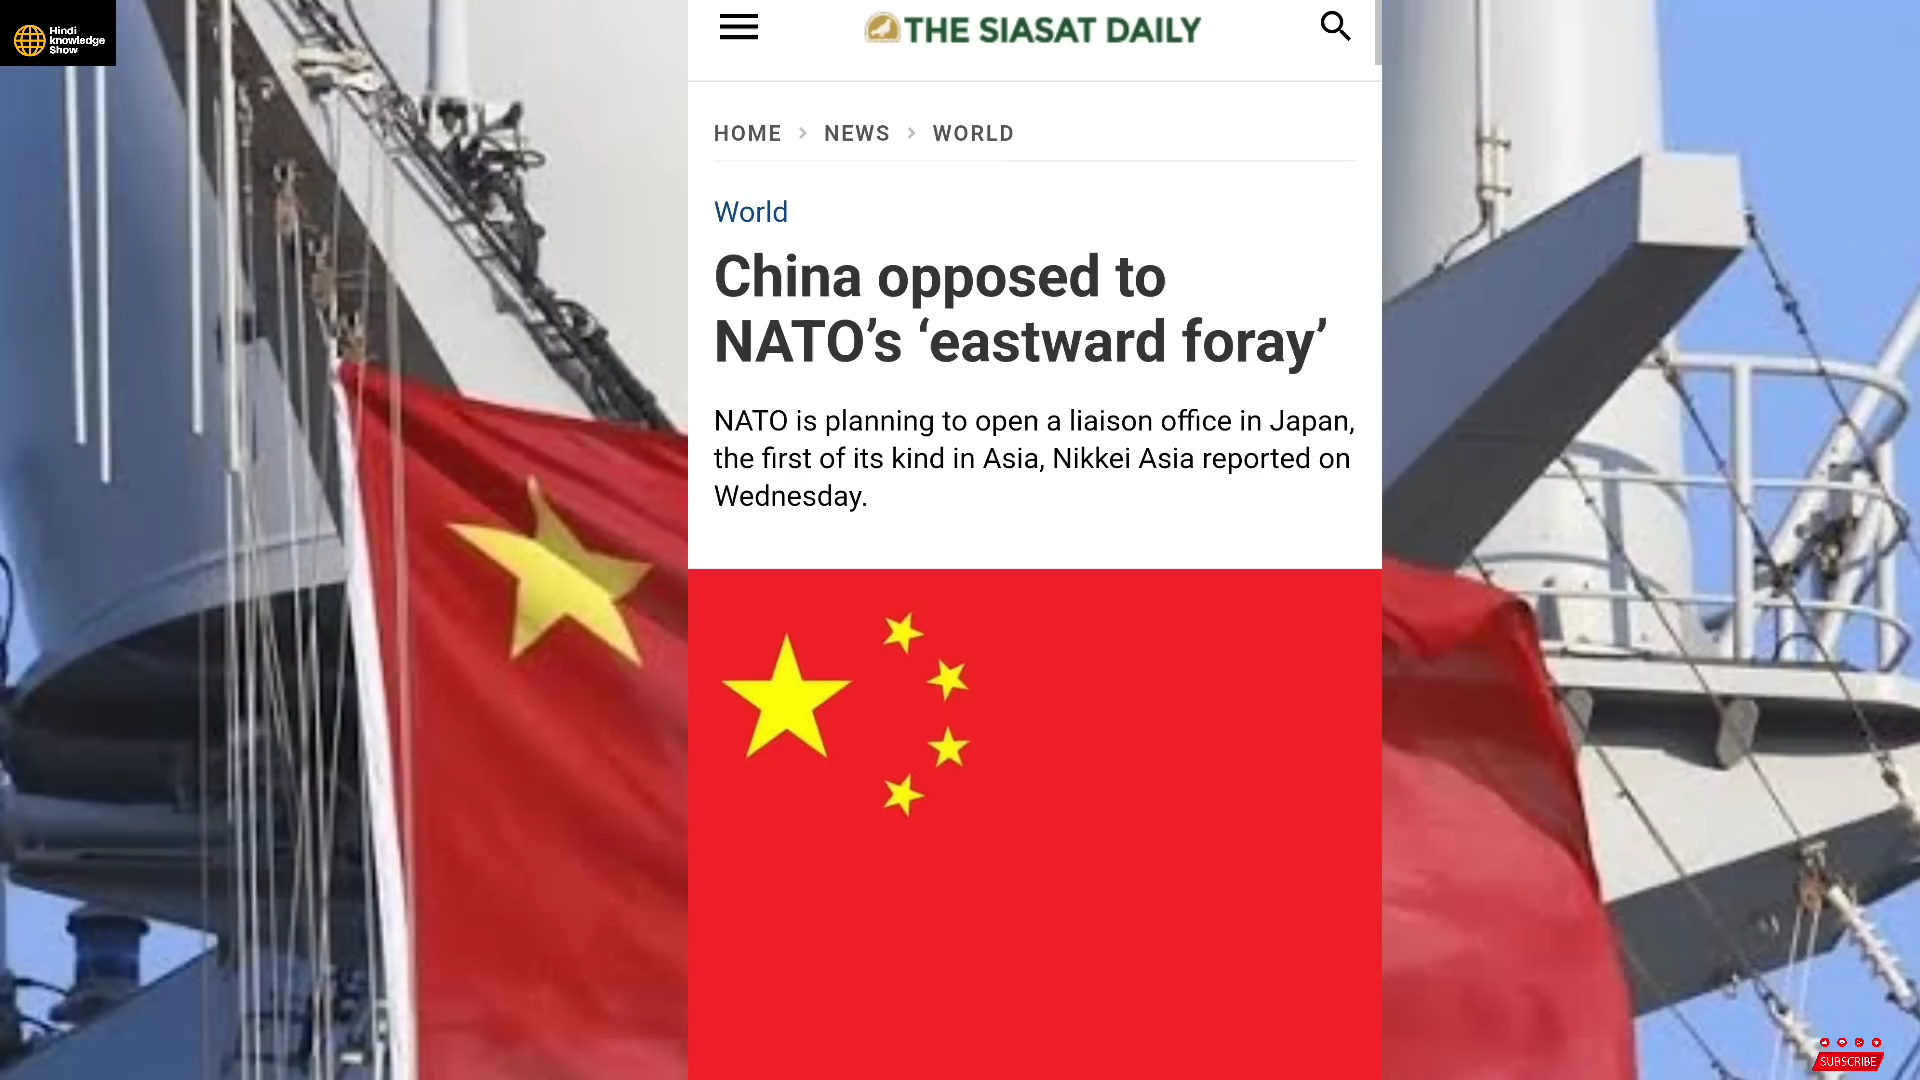 Hindi
knowledge
Show
THE SIASAT DAILY
HOME > NEWS > WORLD
World
China opposed to
NATO’s ‘eastward foray’
NATO is planning to open a liaison office in Japan,
the first of its kind in Asia, Nikkei Asia reported on
Wednesday.
SUBSCRIBE